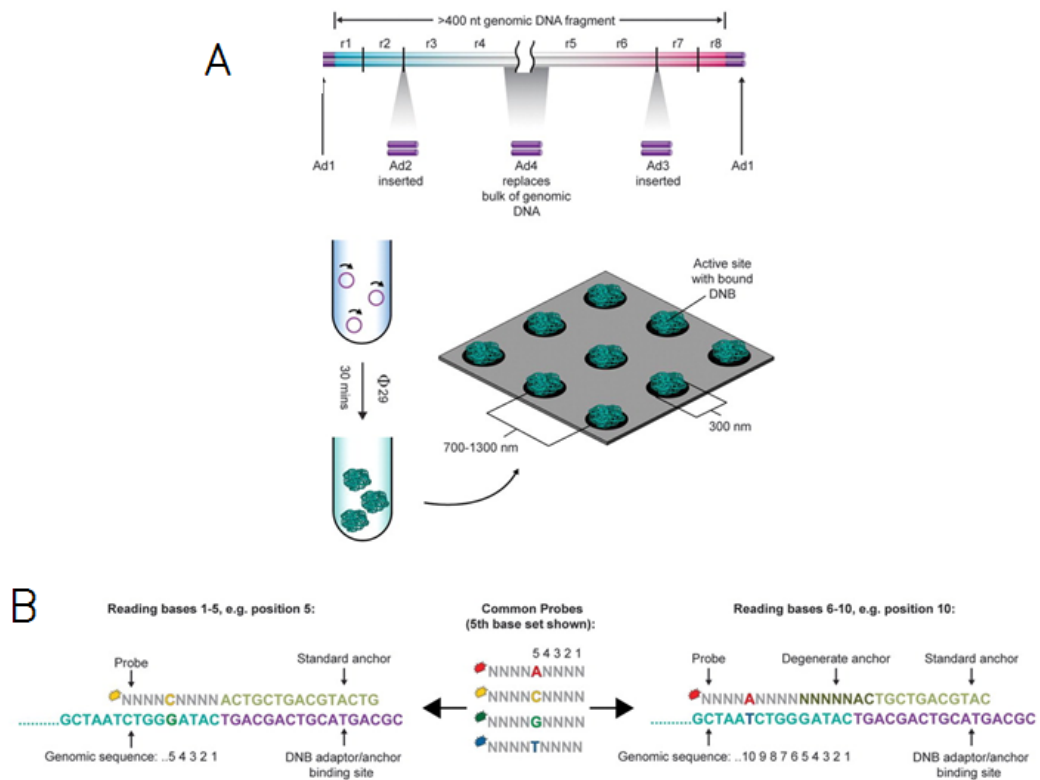 A
>400 nt genomic DNA fragment
r1 r2 r3 r4 r5 r6 r7 r8
Ad1
Ad2
inserted
Ad4
replaces
bulk of genomic
DNA
Ad3
inserted
Ad1
Active site
with bound
DNB
Φ29
30 mins
700-1300 nm
300 nm
B
Reading bases 1-5, e.g. position 5:
Probe
Standard anchor
NNNNCNNNNACTGCTGACGTACTG
..........GCTAATCTGGGATACTGACGACTGCATGACGC
Genomic sequence: ..5 4 3 2 1
DNB adaptor/anchor
binding site
Common Probes
(5th base set shown):
5 4 3 2 1
NNNNANNNN
NNNNCNNNN
NNNNGNNNN
NNNNTNNNN
Reading bases 6-10, e.g. position 10:
Probe
Degenerate anchor
Standard anchor
NNNNANNNNNNNNNACTGCTGACGTAC
..........GCTAATCTGGGATACTGACGACTGCATGACGC
Genomic sequence: ..10 9 8 7 6 5 4 3 2 1
DNB adaptor/anchor
binding site